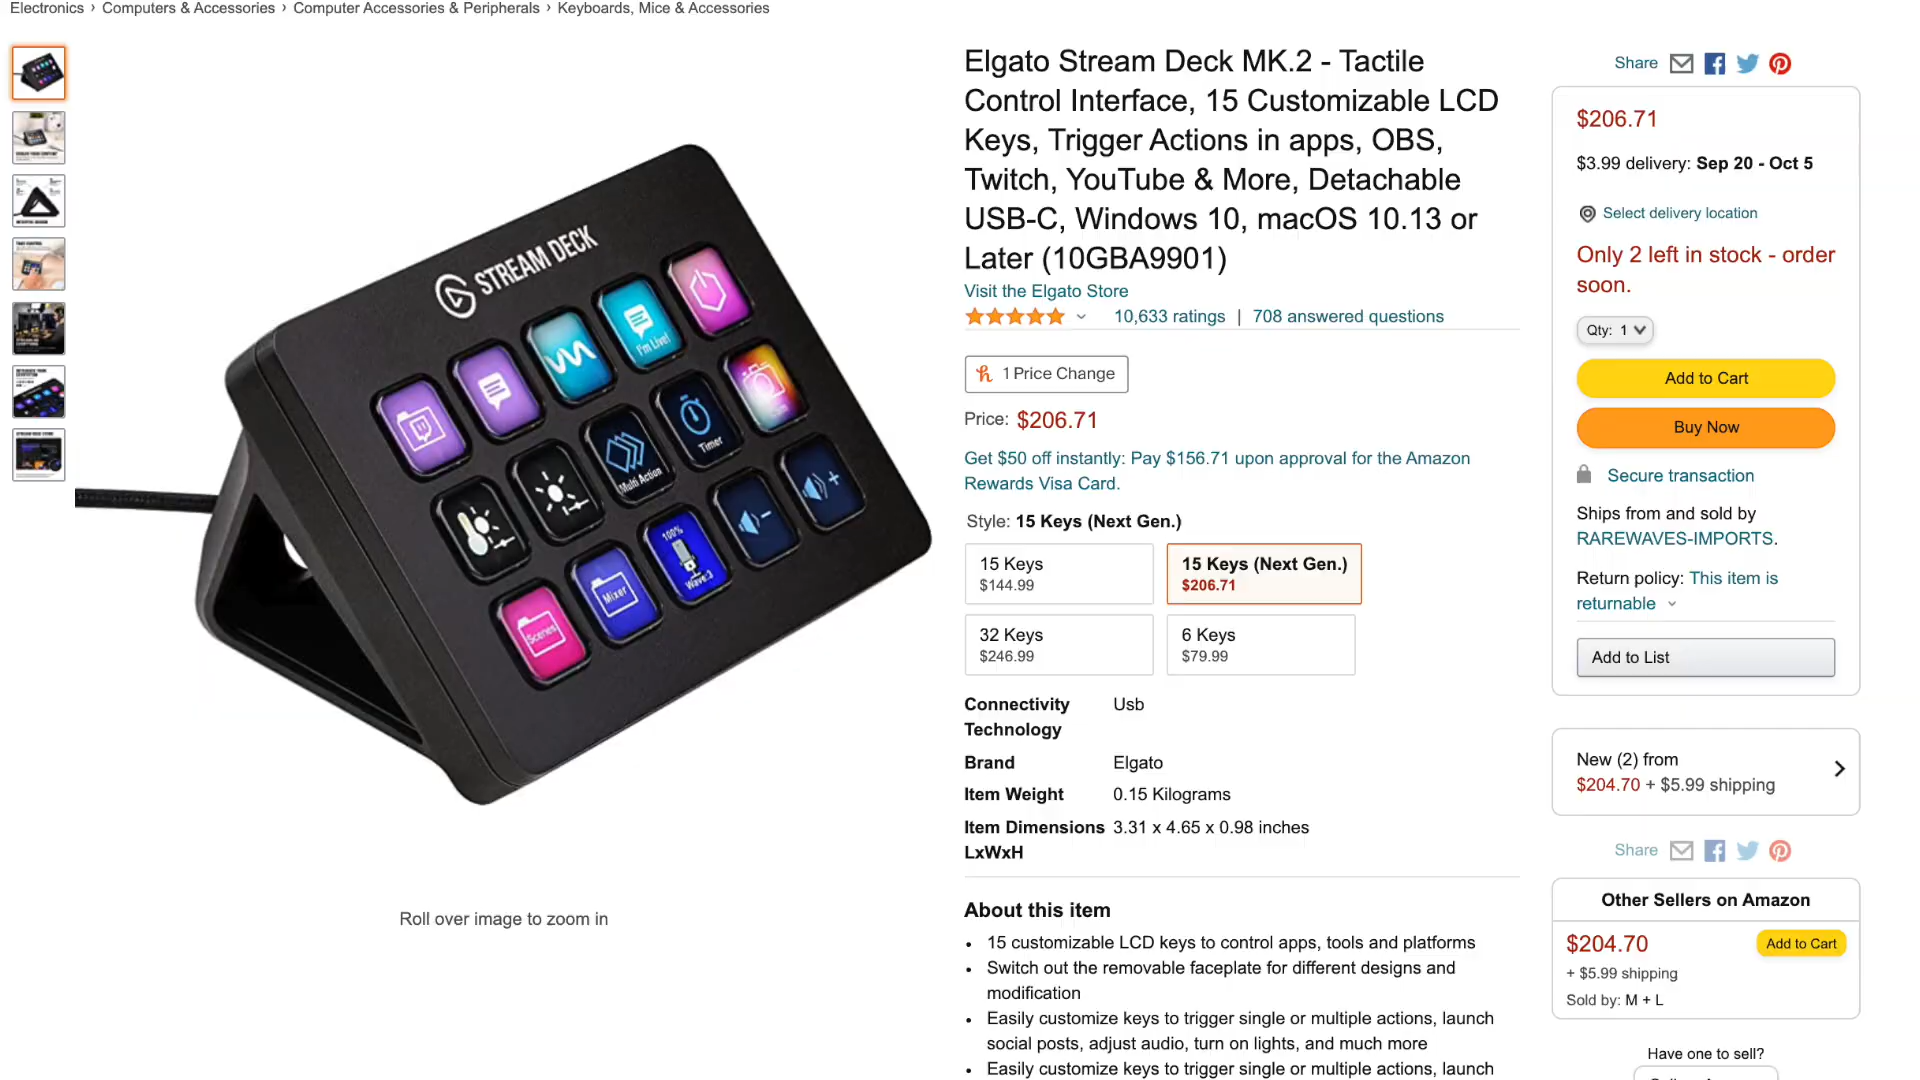 Electronics › Computers & Accessories › Computer Accessories & Peripherals › Keyboards, Mice & Accessories
STREAM DECK
I'm Live!
Timer
Multi Action
100%
Wave:3
Mixer
Scenes
Roll over image to zoom in
Elgato Stream Deck MK.2 - Tactile
Control Interface, 15 Customizable LCD
Keys, Trigger Actions in apps, OBS,
Twitch, YouTube & More, Detachable
USB-C, Windows 10, macOS 10.13 or
Later (10GBA9901)
Visit the Elgato Store
10,633 ratings | 708 answered questions
1 Price Change
Price: $206.71
Get $50 off instantly: Pay $156.71 upon approval for the Amazon
Rewards Visa Card.
Style: 15 Keys (Next Gen.)
15 Keys
$144.99
15 Keys (Next Gen.)
$206.71
32 Keys
$246.99
6 Keys
$79.99
Connectivity Usb
Technology
Brand Elgato
Item Weight 0.15 Kilograms
Item Dimensions 3.31 x 4.65 x 0.98 inches
LxWxH
About this item
• 15 customizable LCD keys to control apps, tools and platforms
• Switch out the removable faceplate for different designs and
modification
• Easily customize keys to trigger single or multiple actions, launch
social posts, adjust audio, turn on lights, and much more
• Easily customize keys to trigger single or multiple actions, launch
Share
$206.71
$3.99 delivery: Sep 20 - Oct 5
Select delivery location
Only 2 left in stock - order
soon.
Qty: 1
Add to Cart
Buy Now
Secure transaction
Ships from and sold by
RAREWAVES-IMPORTS.
Return policy: This item is
returnable
Add to List
New (2) from
$204.70 + $5.99 shipping
Share
Other Sellers on Amazon
$204.70
Add to Cart
+ $5.99 shipping
Sold by: M + L
Have one to sell?